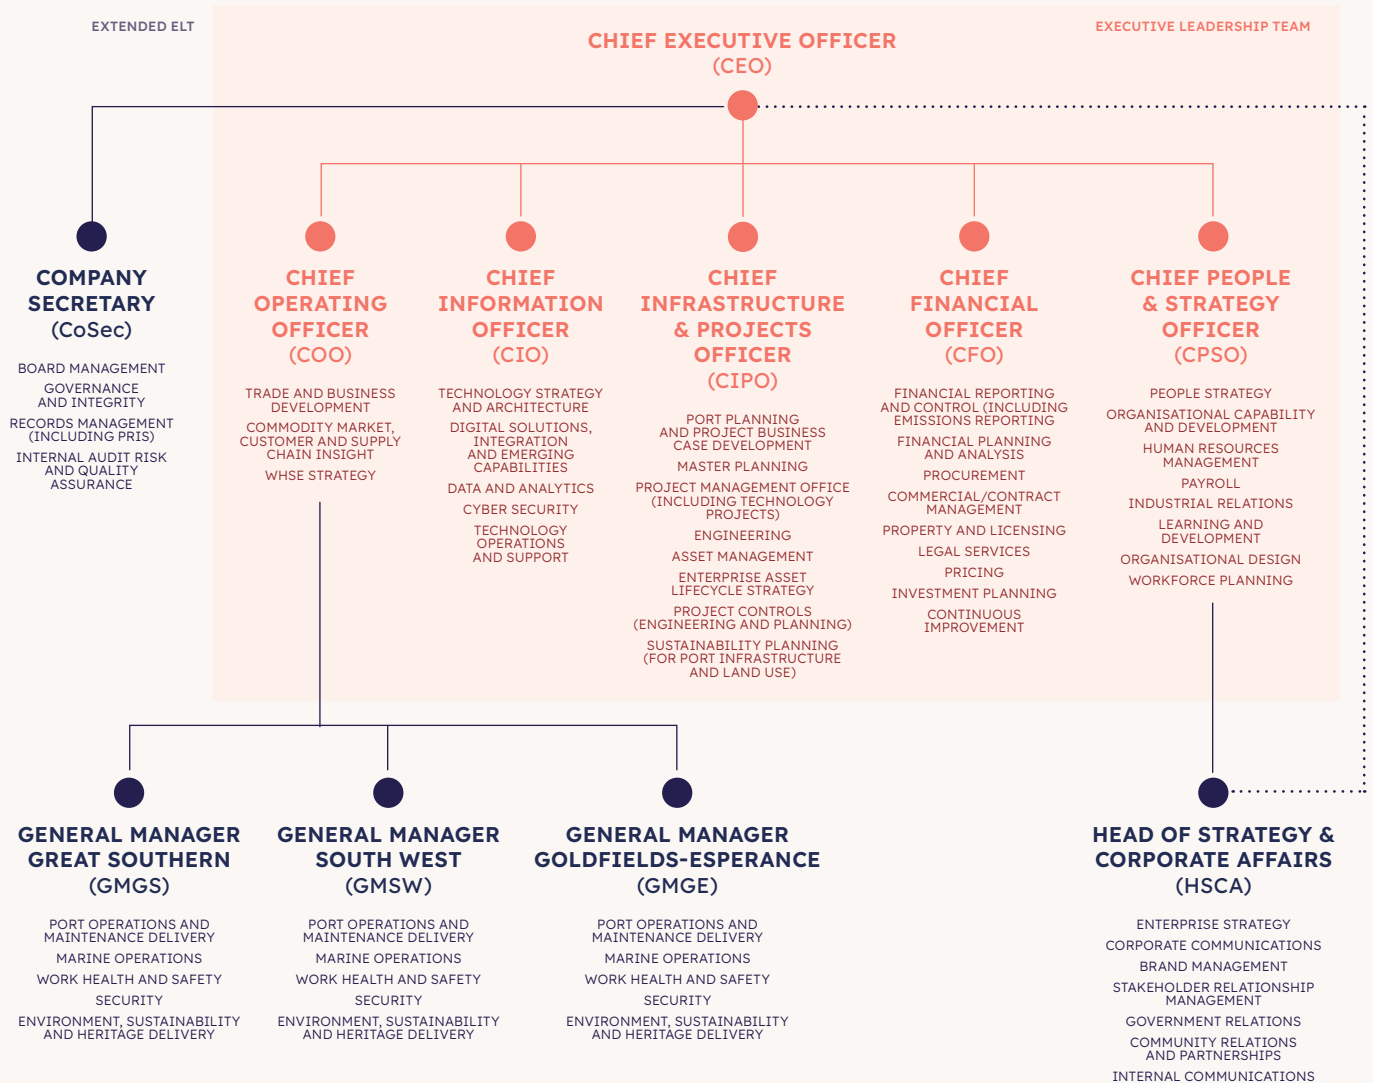 EXTENDED ELT
EXECUTIVE LEADERSHIP TEAM
CHIEF EXECUTIVE OFFICER
(CEO)
COMPANY
SECRETARY
(CoSec)
BOARD MANAGEMENT
GOVERNANCE
AND INTEGRITY
RECORDS MANAGEMENT
(INCLUDING PRIS)
INTERNAL AUDIT RISK
AND QUALITY
ASSURANCE
CHIEF
OPERATING
OFFICER
(COO)
TRADE AND BUSINESS
DEVELOPMENT
COMMODITY MARKET,
CUSTOMER AND SUPPLY
CHAIN INSIGHT
WHSE STRATEGY
CHIEF
INFORMATION
OFFICER
(CIO)
TECHNOLOGY STRATEGY
AND ARCHITECTURE
DIGITAL SOLUTIONS,
INTEGRATION
AND EMERGING
CAPABILITIES
DATA AND ANALYTICS
CYBER SECURITY
TECHNOLOGY
OPERATIONS
AND SUPPORT
CHIEF
INFRASTRUCTURE
& PROJECTS
OFFICER
(CIPO)
PORT PLANNING
AND PROJECT BUSINESS
CASE DEVELOPMENT
MASTER PLANNING
PROJECT MANAGEMENT OFFICE
(INCLUDING TECHNOLOGY
PROJECTS)
ENGINEERING
ASSET MANAGEMENT
ENTERPRISE ASSET
LIFECYCLE STRATEGY
PROJECT CONTROLS
(ENGINEERING AND PLANNING)
SUSTAINABILITY PLANNING
(FOR PORT INFRASTRUCTURE
AND LAND USE)
CHIEF
FINANCIAL
OFFICER
(CFO)
FINANCIAL REPORTING
AND CONTROL (INCLUDING
EMISSIONS REPORTING
FINANCIAL PLANNING
AND ANALYSIS
PROCUREMENT
COMMERCIAL/CONTRACT
MANAGEMENT
PROPERTY AND LICENSING
LEGAL SERVICES
PRICING
INVESTMENT PLANNING
CONTINUOUS
IMPROVEMENT
CHIEF PEOPLE
& STRATEGY
OFFICER
(CPSO)
PEOPLE STRATEGY
ORGANISATIONAL CAPABILITY
AND DEVELOPMENT
HUMAN RESOURCES
MANAGEMENT
PAYROLL
INDUSTRIAL RELATIONS
LEARNING AND
DEVELOPMENT
ORGANISATIONAL DESIGN
WORKFORCE PLANNING
GENERAL MANAGER
GREAT SOUTHERN
(GMGS)
PORT OPERATIONS AND
MAINTENANCE DELIVERY
MARINE OPERATIONS
WORK HEALTH AND SAFETY
SECURITY
ENVIRONMENT, SUSTAINABILITY
AND HERITAGE DELIVERY
GENERAL MANAGER
SOUTH WEST
(GMSW)
PORT OPERATIONS AND
MAINTENANCE DELIVERY
MARINE OPERATIONS
WORK HEALTH AND SAFETY
SECURITY
ENVIRONMENT, SUSTAINABILITY
AND HERITAGE DELIVERY
GENERAL MANAGER
GOLDFIELDS-ESPERANCE
(GMGE)
PORT OPERATIONS AND
MAINTENANCE DELIVERY
MARINE OPERATIONS
WORK HEALTH AND SAFETY
SECURITY
ENVIRONMENT, SUSTAINABILITY
AND HERITAGE DELIVERY
HEAD OF STRATEGY &
CORPORATE AFFAIRS
(HSCA)
ENTERPRISE STRATEGY
CORPORATE COMMUNICATIONS
BRAND MANAGEMENT
STAKEHOLDER RELATIONSHIP
MANAGEMENT
GOVERNMENT RELATIONS
COMMUNITY RELATIONS
AND PARTNERSHIPS
INTERNAL COMMUNICATIONS